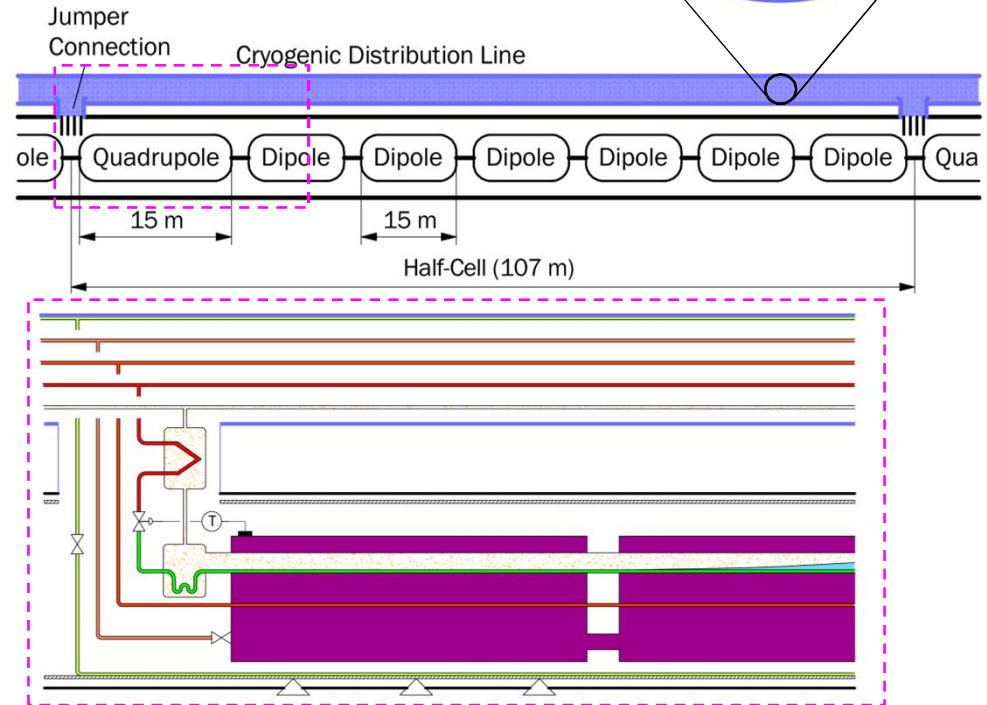 Jumper
Connection
Cryogenic Distribution Line
ole
Quadrupole
Dipole
Dipole
Dipole
Dipole
Dipole
Dipole
Qua
15 m
15 m
Half-Cell (107 m)
T